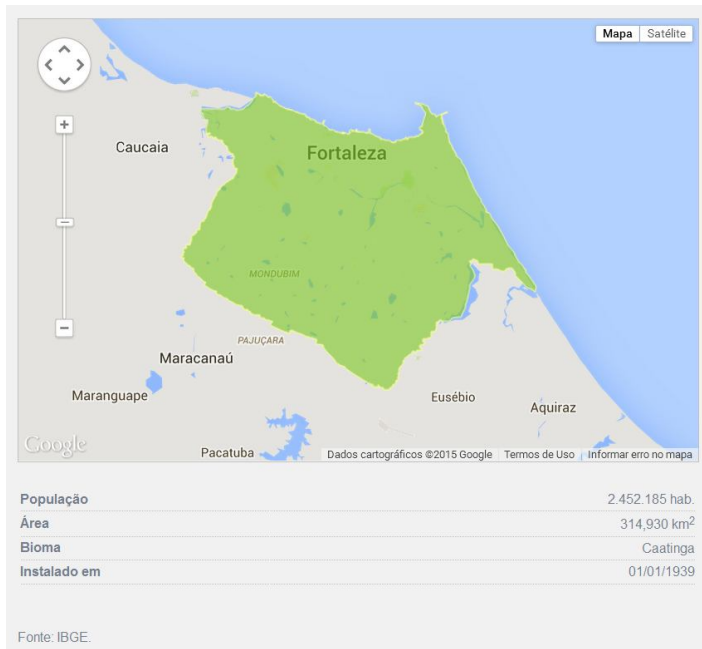 Mapa Satélite
Caucaia
Fortaleza
MONDUBIM
PAJUÇARA
Maracanaú
Maranguape
Eusébio
Aquiraz
Google
Pacatuba
Dados cartográficos ©2015 Google Termos de Uso Informar erro no mapa
População 2.452.185 hab.
Área 314,930 km²
Bioma Caatinga
Instalado em 01/01/1939
Fonte: IBGE.